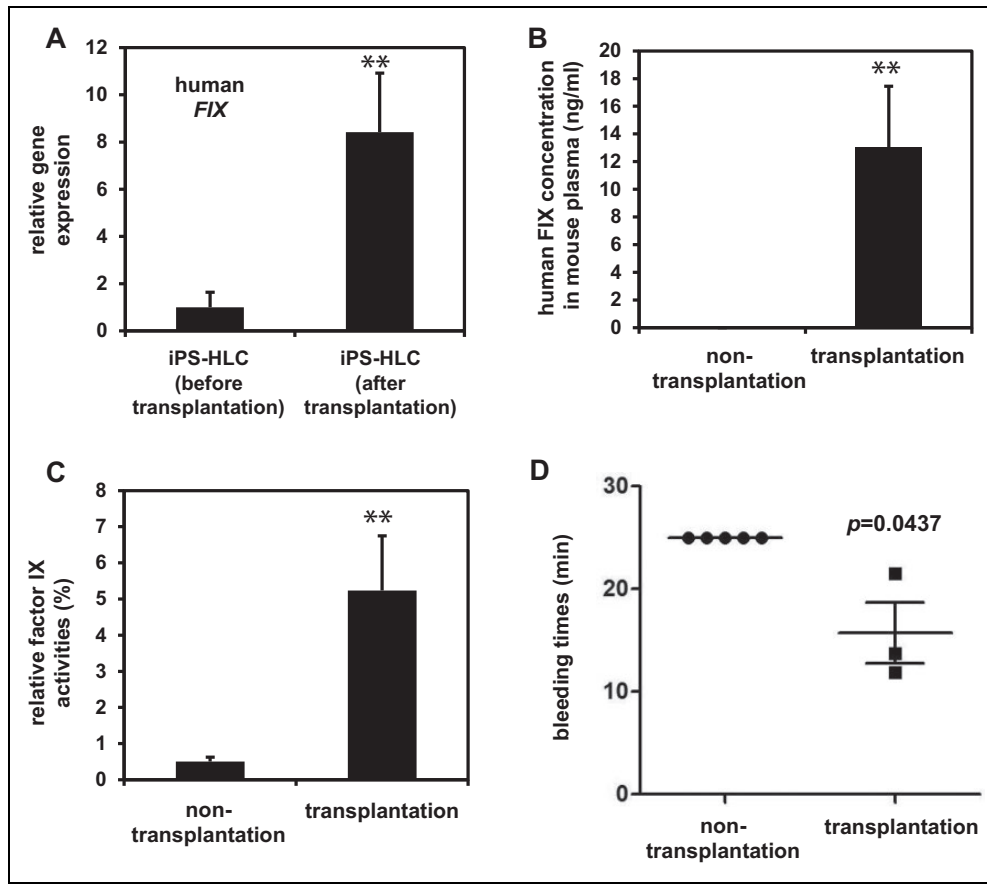 A
relative gene
expression
12
10
8
6
4
2
0
human
FIX
**
iPS-HLC
(before
transplantation)
iPS-HLC
(after
transplantation)
B
human FIX concentration
in mouse plasma (ng/ml)
20
18
16
14
12
10
8
6
4
2
0
**
non-
transplantation
transplantation
C
relative factor IX
activities (%)
8
7
6
5
4
3
2
1
0
**
non-
transplantation
transplantation
D
bleeding times (min)
30
20
10
0
p=0.0437
non-
transplantation
transplantation